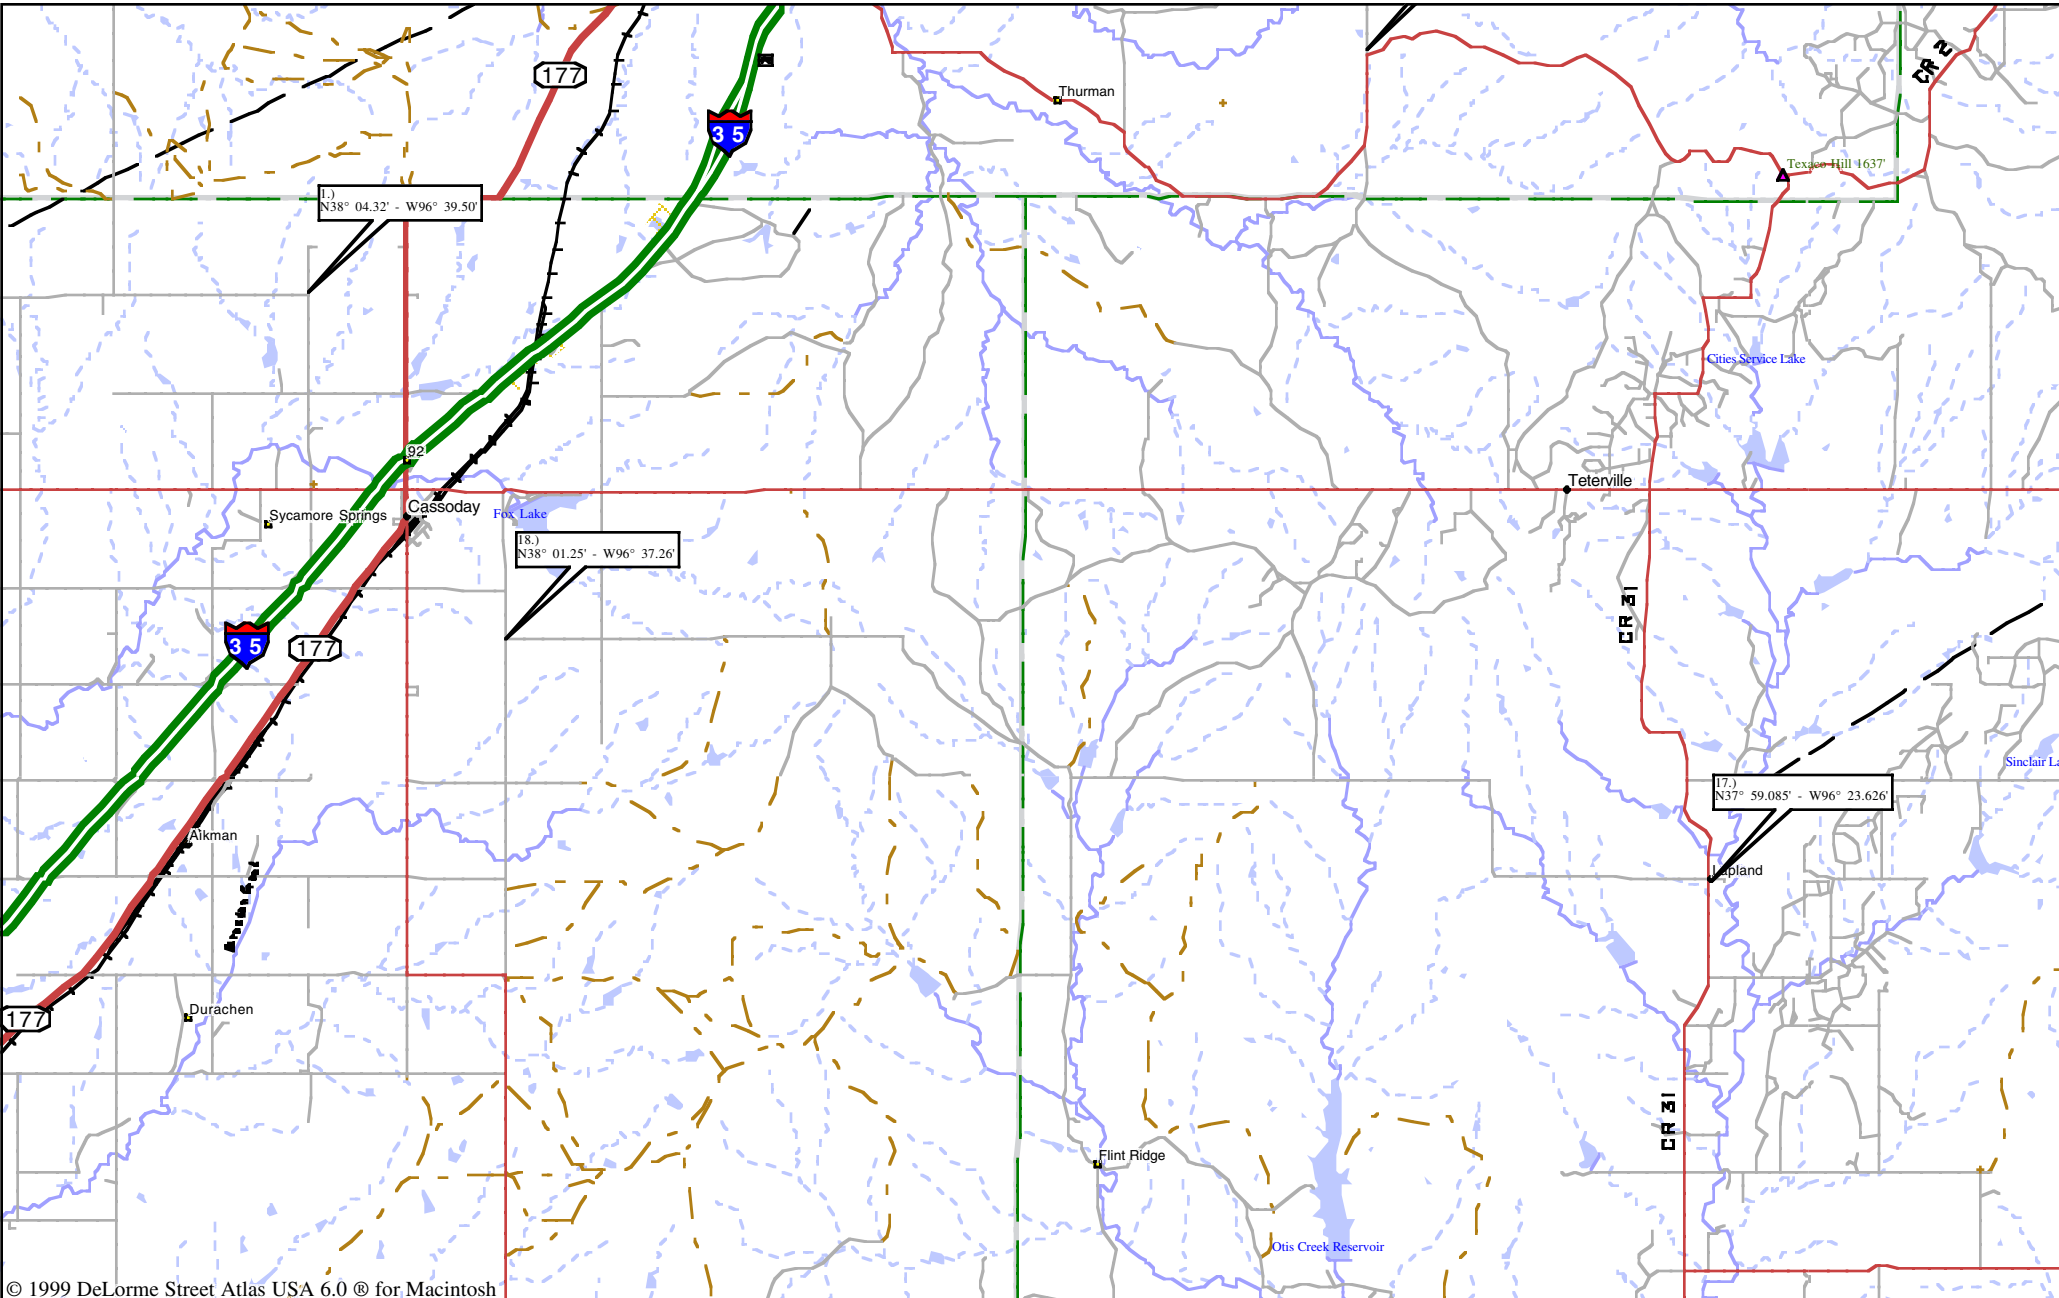 177
CR 2
35
Thurman
Texaco Hill 1637'
1.)
N38° 04.32' - W96° 39.50'
Cities Service Lake
92
Teterville
Cassoday
Sycamore Springs
Fox Lake
18.)
N38° 01.25' - W96° 37.26'
CR 31
35
177
Sinclair La
17.)
N37° 59.085' - W96° 23.626'
Aikman
Lapland
Durachen
177
CR 31
Flint Ridge
Otis Creek Reservoir
© 1999 DeLorme Street Atlas USA 6.0 ® for Macintosh